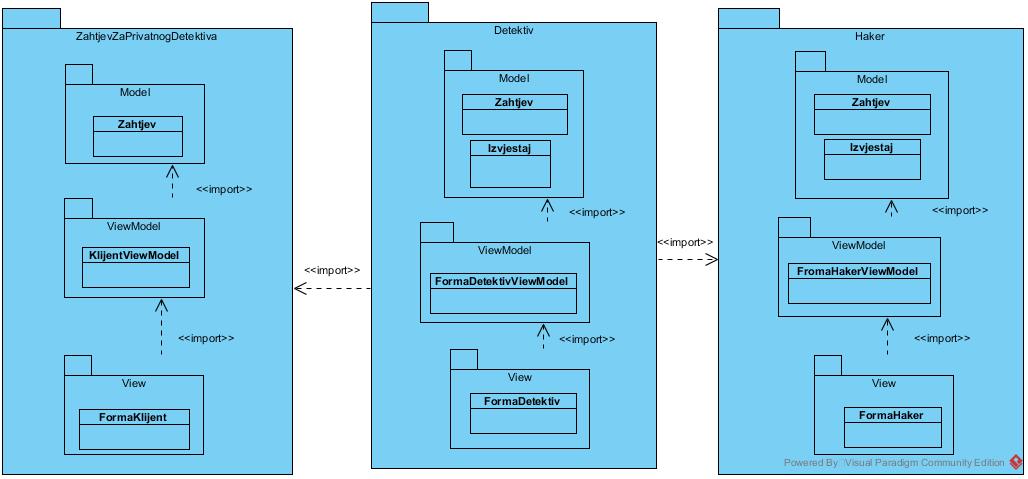 ZahtjevZaPrivatnogDetektiva
Model
Zahtjev
<<import>>
ViewModel
KlijentViewModel
<<import>>
View
FormaKlijent
<<import>>
Detektiv
Model
Zahtjev
Izvjestaj
<<import>>
ViewModel
FormaDetektivViewModel
<<import>>
View
FormaDetektiv
<<import>>
Haker
Model
Zahtjev
Izvjestaj
<<import>>
ViewModel
FromaHakerViewModel
<<import>>
View
FormaHaker
Powered By Visual Paradigm Community Edition